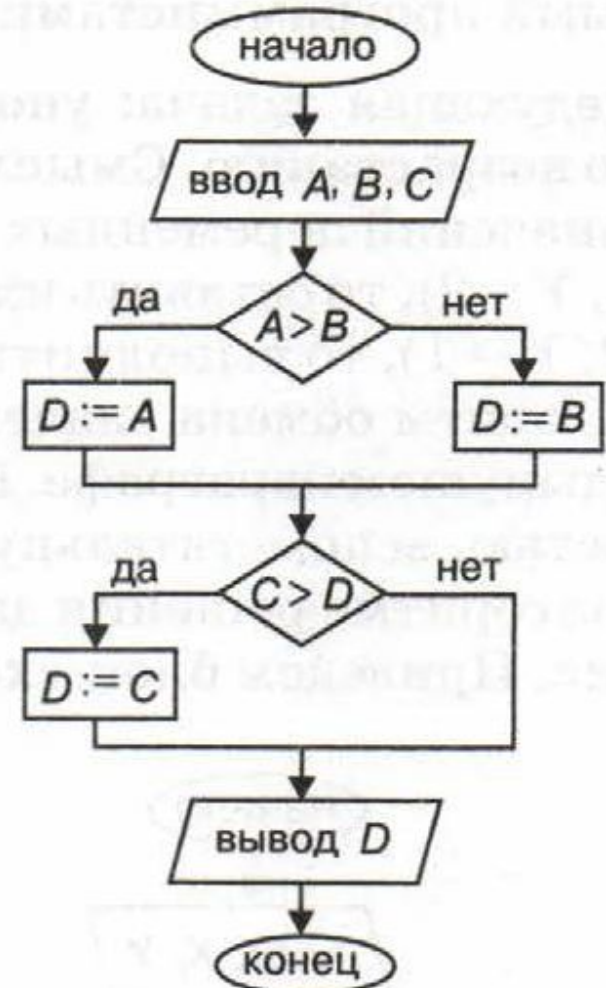 начало
ввод A, B, C
да
A>B
нет
D:=A
D:=B
да
C>D
нет
D:=C
вывод D
конец